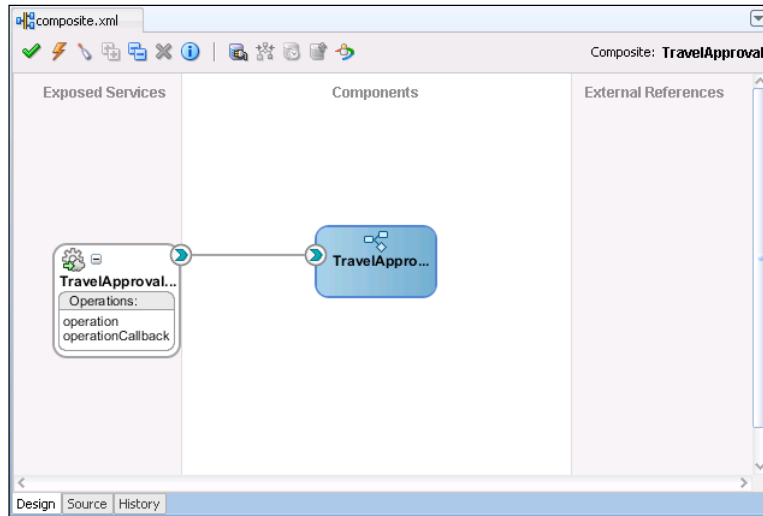 composite.xml
Composite: TravelApproval
Exposed Services
Components
External References
TravelAppro...
TravelApproval...
Operations:
operation
operationCallback
Design Source History